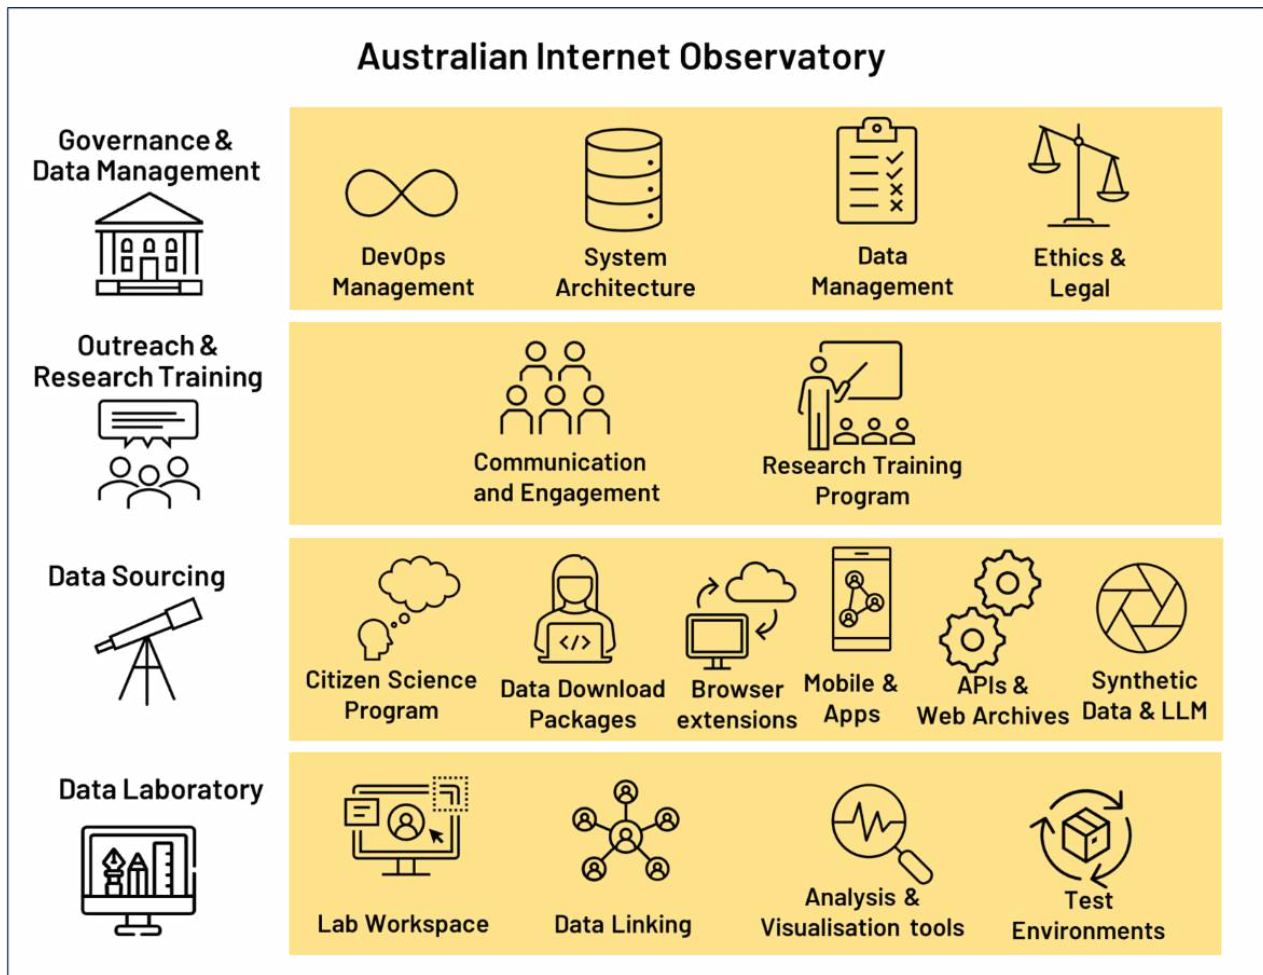 Australian Internet Observatory
Governance &
Data Management
DevOps
Management
System
Architecture
Data
Management
Ethics &
Legal
Outreach &
Research Training
Communication
and Engagement
Research Training
Program
Data Sourcing
Citizen Science
Program
Data Download
Packages
Browser
extensions
Mobile &
Apps
APIs &
Web Archives
Synthetic
Data & LLM
</>
Data Laboratory
Lab Workspace
Data Linking
Analysis &
Visualisation tools
Test
Environments